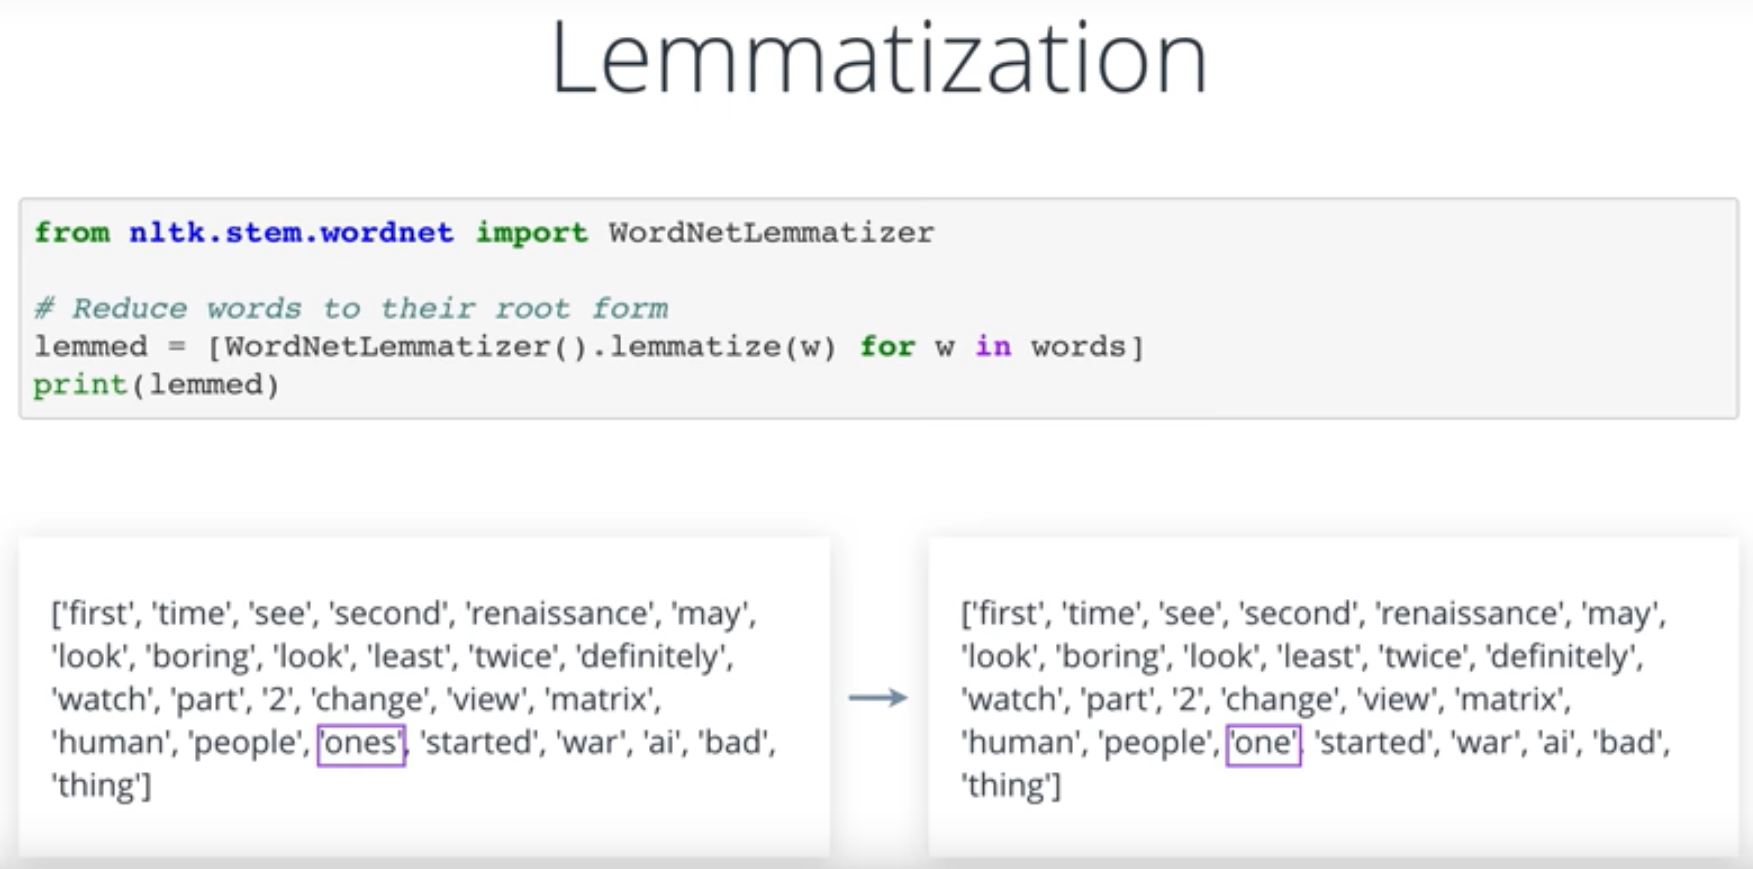 Lemmatization
from nltk.stem.wordnet import WordNetLemmatizer
# Reduce words to their root form
lemmed = [WordNetLemmatizer().lemmatize(w) for w in words]
print(lemmed)
['first', 'time', 'see', 'second', 'renaissance', 'may',
'look', 'boring', 'look', 'least', 'twice', 'definitely',
'watch', 'part', '2', 'change', 'view', 'matrix',
'human', 'people', 'ones', 'started', 'war', 'ai', 'bad',
'thing']
['first', 'time', 'see', 'second', 'renaissance', 'may',
'look', 'boring', 'look', 'least', 'twice', 'definitely',
'watch', 'part', '2', 'change', 'view', 'matrix',
'human', 'people', 'one', 'started', 'war', 'ai', 'bad',
'thing']